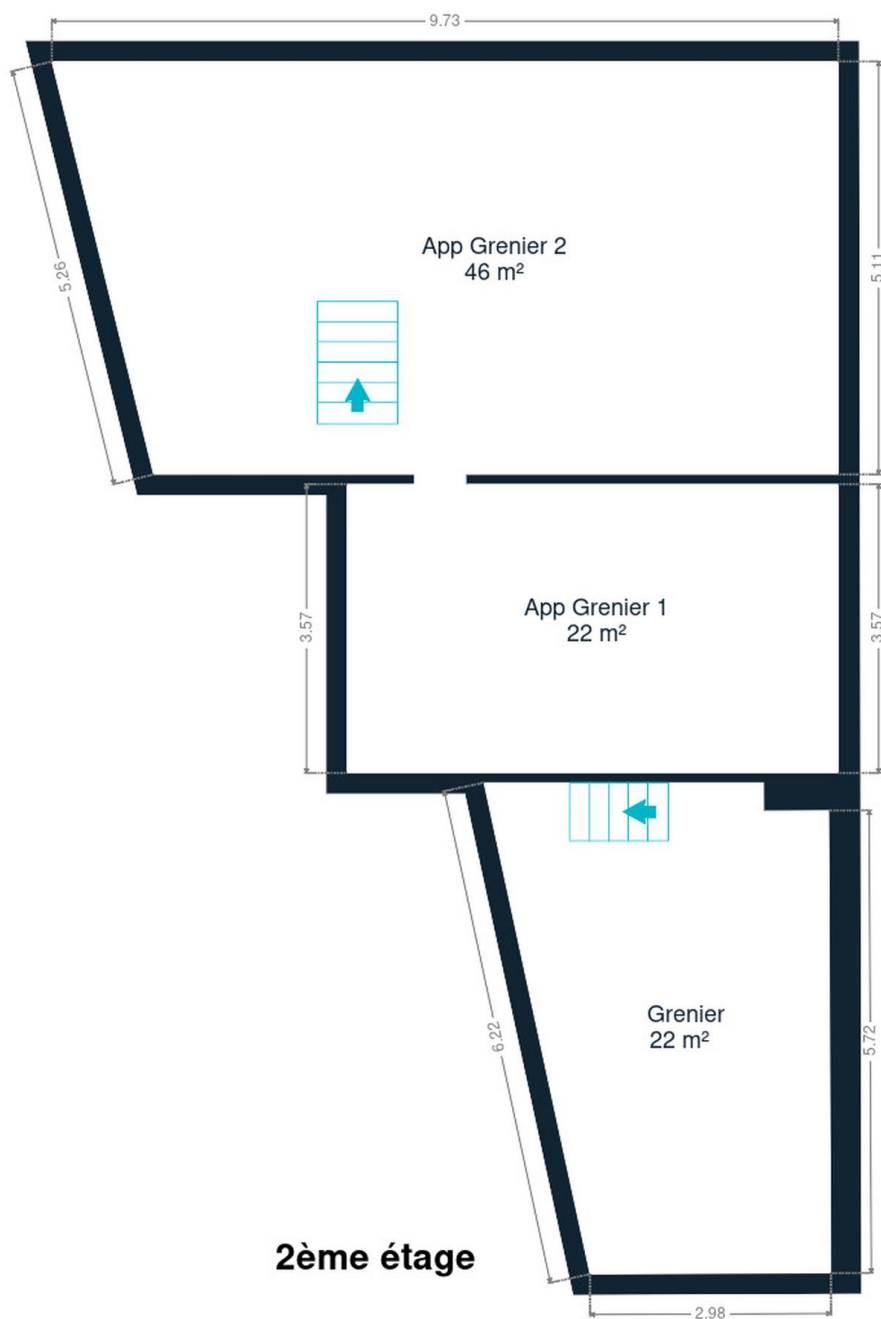 9.73
5.26
App Grenier 2
46 m²
5.11
3.57
App Grenier 1
22 m²
3.57
6.22
Grenier
22 m²
5.72
2ème étage
2.98